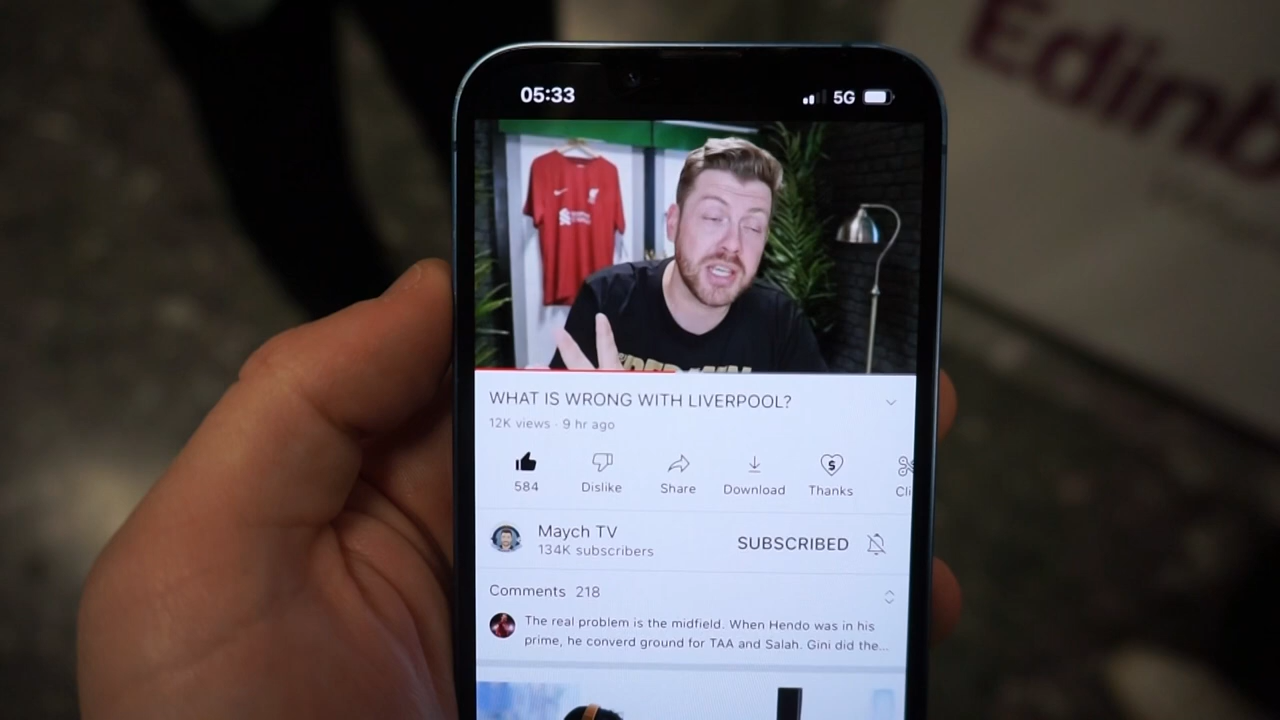 05:33
5G
Edinb
WHAT IS WRONG WITH LIVERPOOL?
12K views · 9 hr ago
584
Dislike
Share
Download
Thanks
Cli
Maych TV
134K subscribers
SUBSCRIBED
Comments 218
The real problem is the midfield. When Hendo was in his
prime, he converd ground for TAA and Salah. Gini did the...